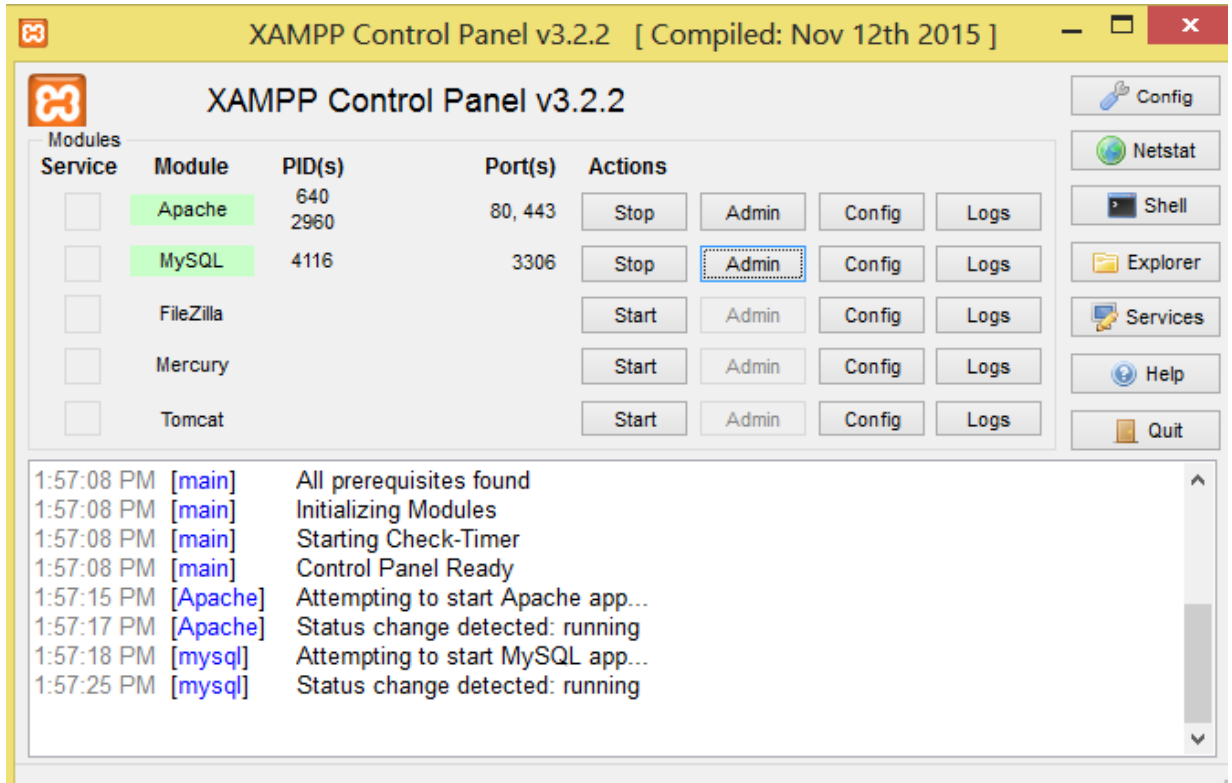 XAMPP Control Panel v3.2.2 [ Compiled: Nov 12th 2015 ]
XAMPP Control Panel v3.2.2
Config
Modules
Service Module PID(s) Port(s) Actions
Netstat
Apache 640 2960 80, 443 Stop Admin Config Logs
Shell
MySQL 4116 3306 Stop Admin Config Logs
Explorer
FileZilla Start Admin Config Logs
Services
Mercury Start Admin Config Logs
Help
Tomcat Start Admin Config Logs
Quit
1:57:08 PM [main] All prerequisites found
1:57:08 PM [main] Initializing Modules
1:57:08 PM [main] Starting Check-Timer
1:57:08 PM [main] Control Panel Ready
1:57:15 PM [Apache] Attempting to start Apache app...
1:57:17 PM [Apache] Status change detected: running
1:57:18 PM [mysql] Attempting to start MySQL app...
1:57:25 PM [mysql] Status change detected: running